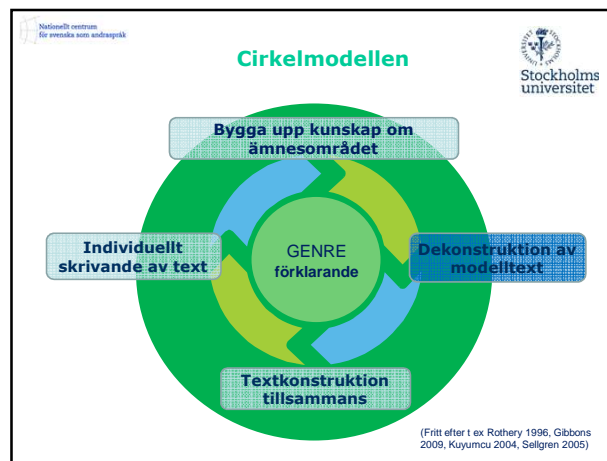 Nationellt centrum
för svenska som andraspråk
Cirkelmodellen
Stockholms
universitet
Bygga upp kunskap om
ämnesområdet
Individuellt
skrivande av text
GENRE
förklarande
Dekonstruktion av
modelltext
Textkonstruktion
tillsammans
(Fritt efter t ex Rothery 1996, Gibbons
2009, Kuyumcu 2004, Sellgren 2005)